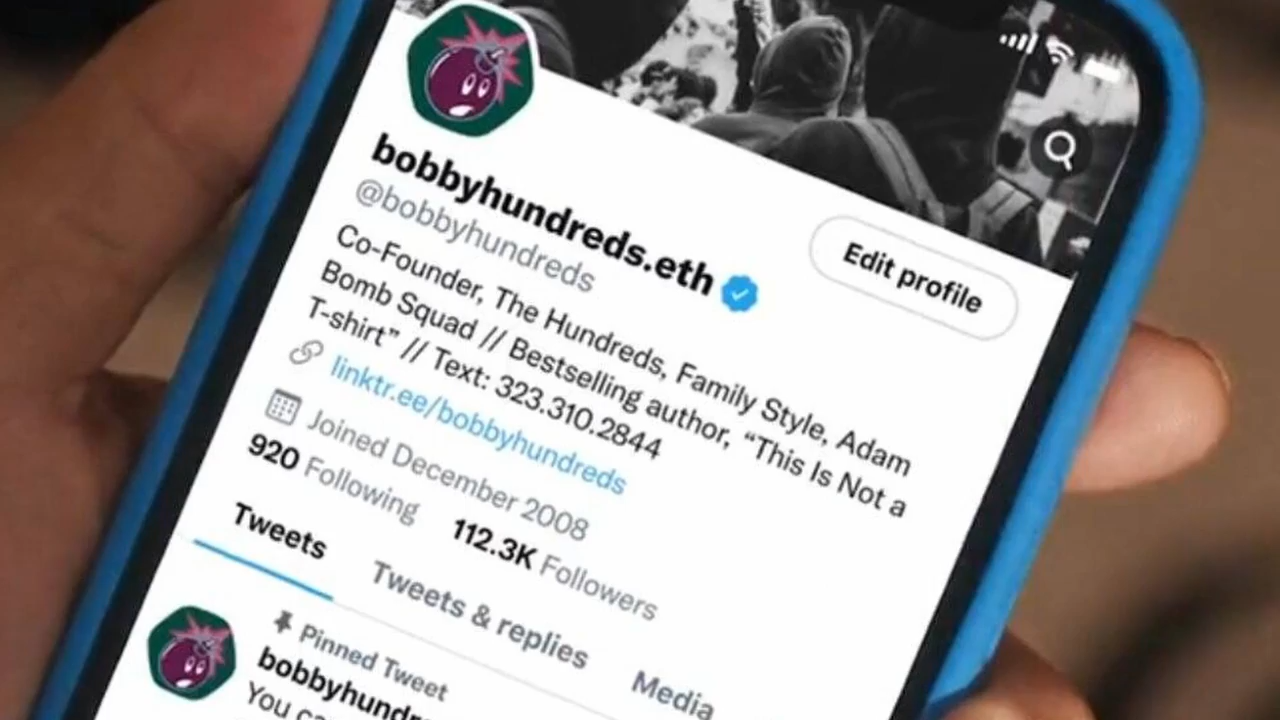 bobbyhundreds.eth
@bobbyhundreds
Edit profile
Co-Founder, The Hundreds, Family Style, Adam
Bomb Squad // Bestselling author, “This Is Not a
T-shirt” // Text: 323.310.2844
linktr.ee/bobbyhundreds
Joined December 2008
920 Following 112.3K Followers
Tweets Tweets & replies Media
Pinned Tweet
bobbyhundre
You ca